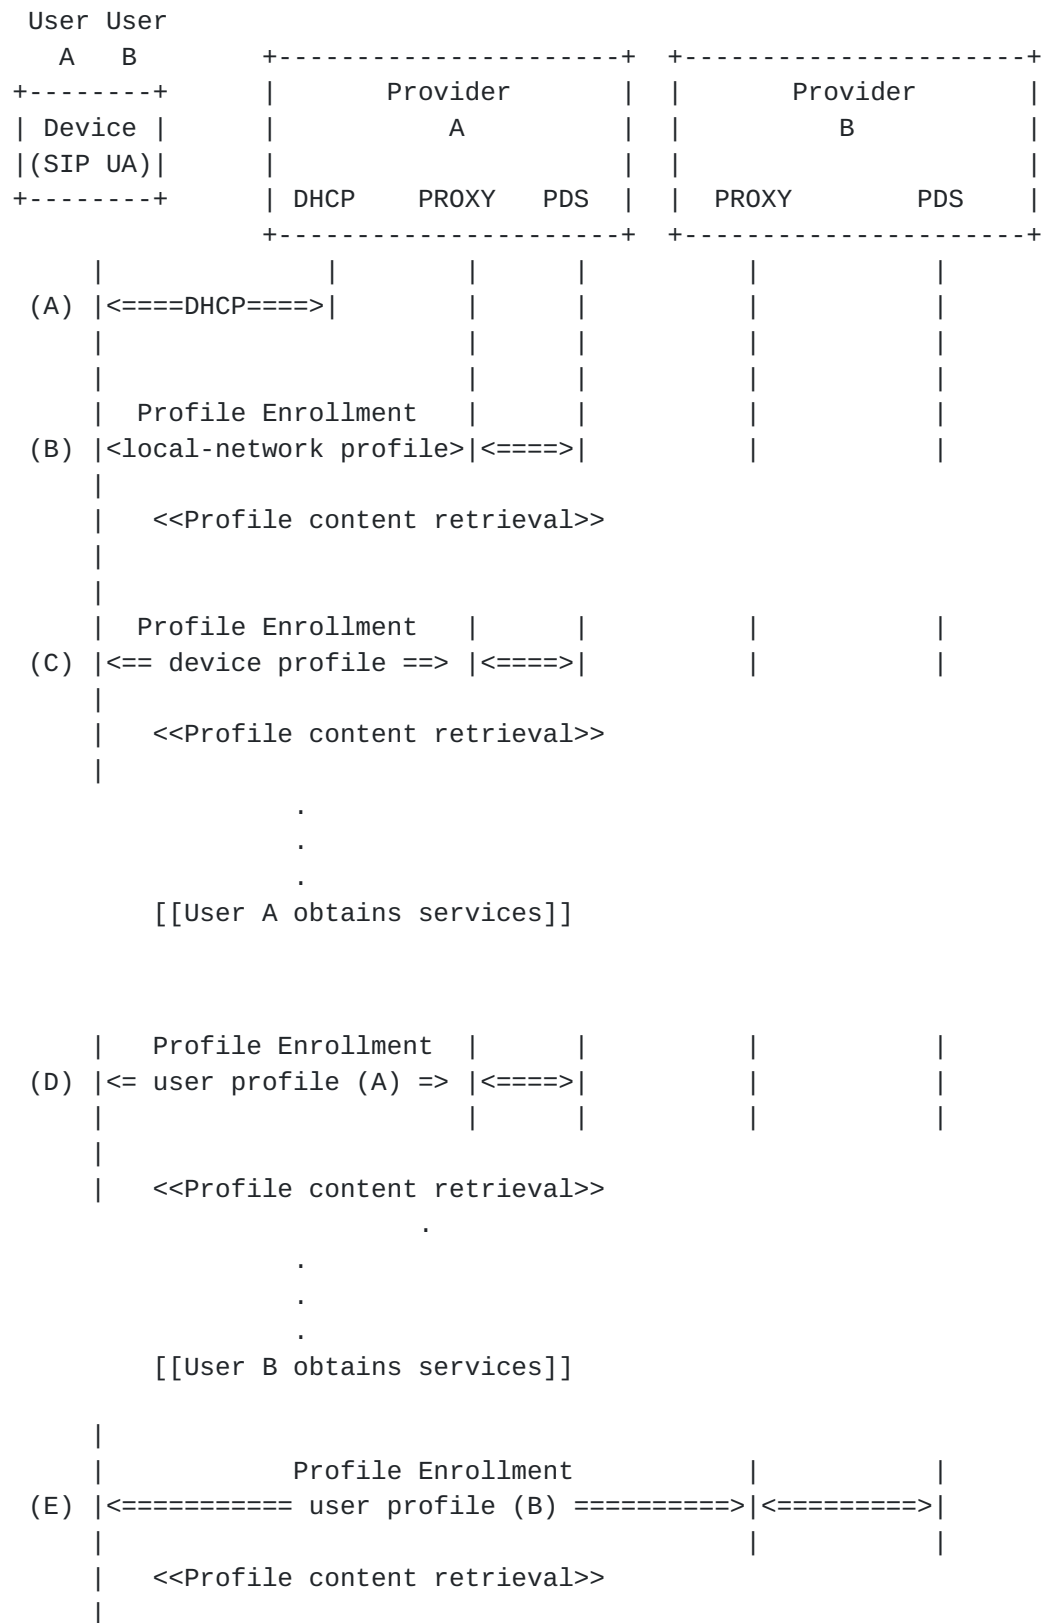 User User
   A   B        +----------------------+  +-----------------------+
+--------+      |       Provider       |  |       Provider        |
| Device |      |           A          |  |          B            |
|(SIP UA)|      |                      |  |                       |
+--------+      | DHCP    PROXY   PDS  |  |  PROXY        PDS     |
                +----------------------+  +-----------------------+
     |              |        |      |          |           |
 (A) |<====DHCP====>|        |      |          |           |
     |                       |      |          |           |
     |                       |      |          |           |
     |  Profile Enrollment   |      |          |           |
 (B) |<local-network profile>|<====>|          |           |
     |
     |   <<Profile content retrieval>>
     |
     |
     |  Profile Enrollment   |      |          |           |
 (C) |<== device profile ==> |<====>|          |           |
     |
     |   <<Profile content retrieval>>
     |
                  .
                  .
                  .
         [[User A obtains services]]
     |   Profile Enrollment  |      |          |           |
 (D) |<= user profile (A) => |<====>|          |           |
     |                       |      |          |           |
     |
     |   <<Profile content retrieval>>
                          .
                  .
                  .
                  .
         [[User B obtains services]]
     |
     |            Profile Enrollment           |           |
 (E) |<=========== user profile (B) ==========>|<=========>|
     |                                         |           |
     |   <<Profile content retrieval>>
     |